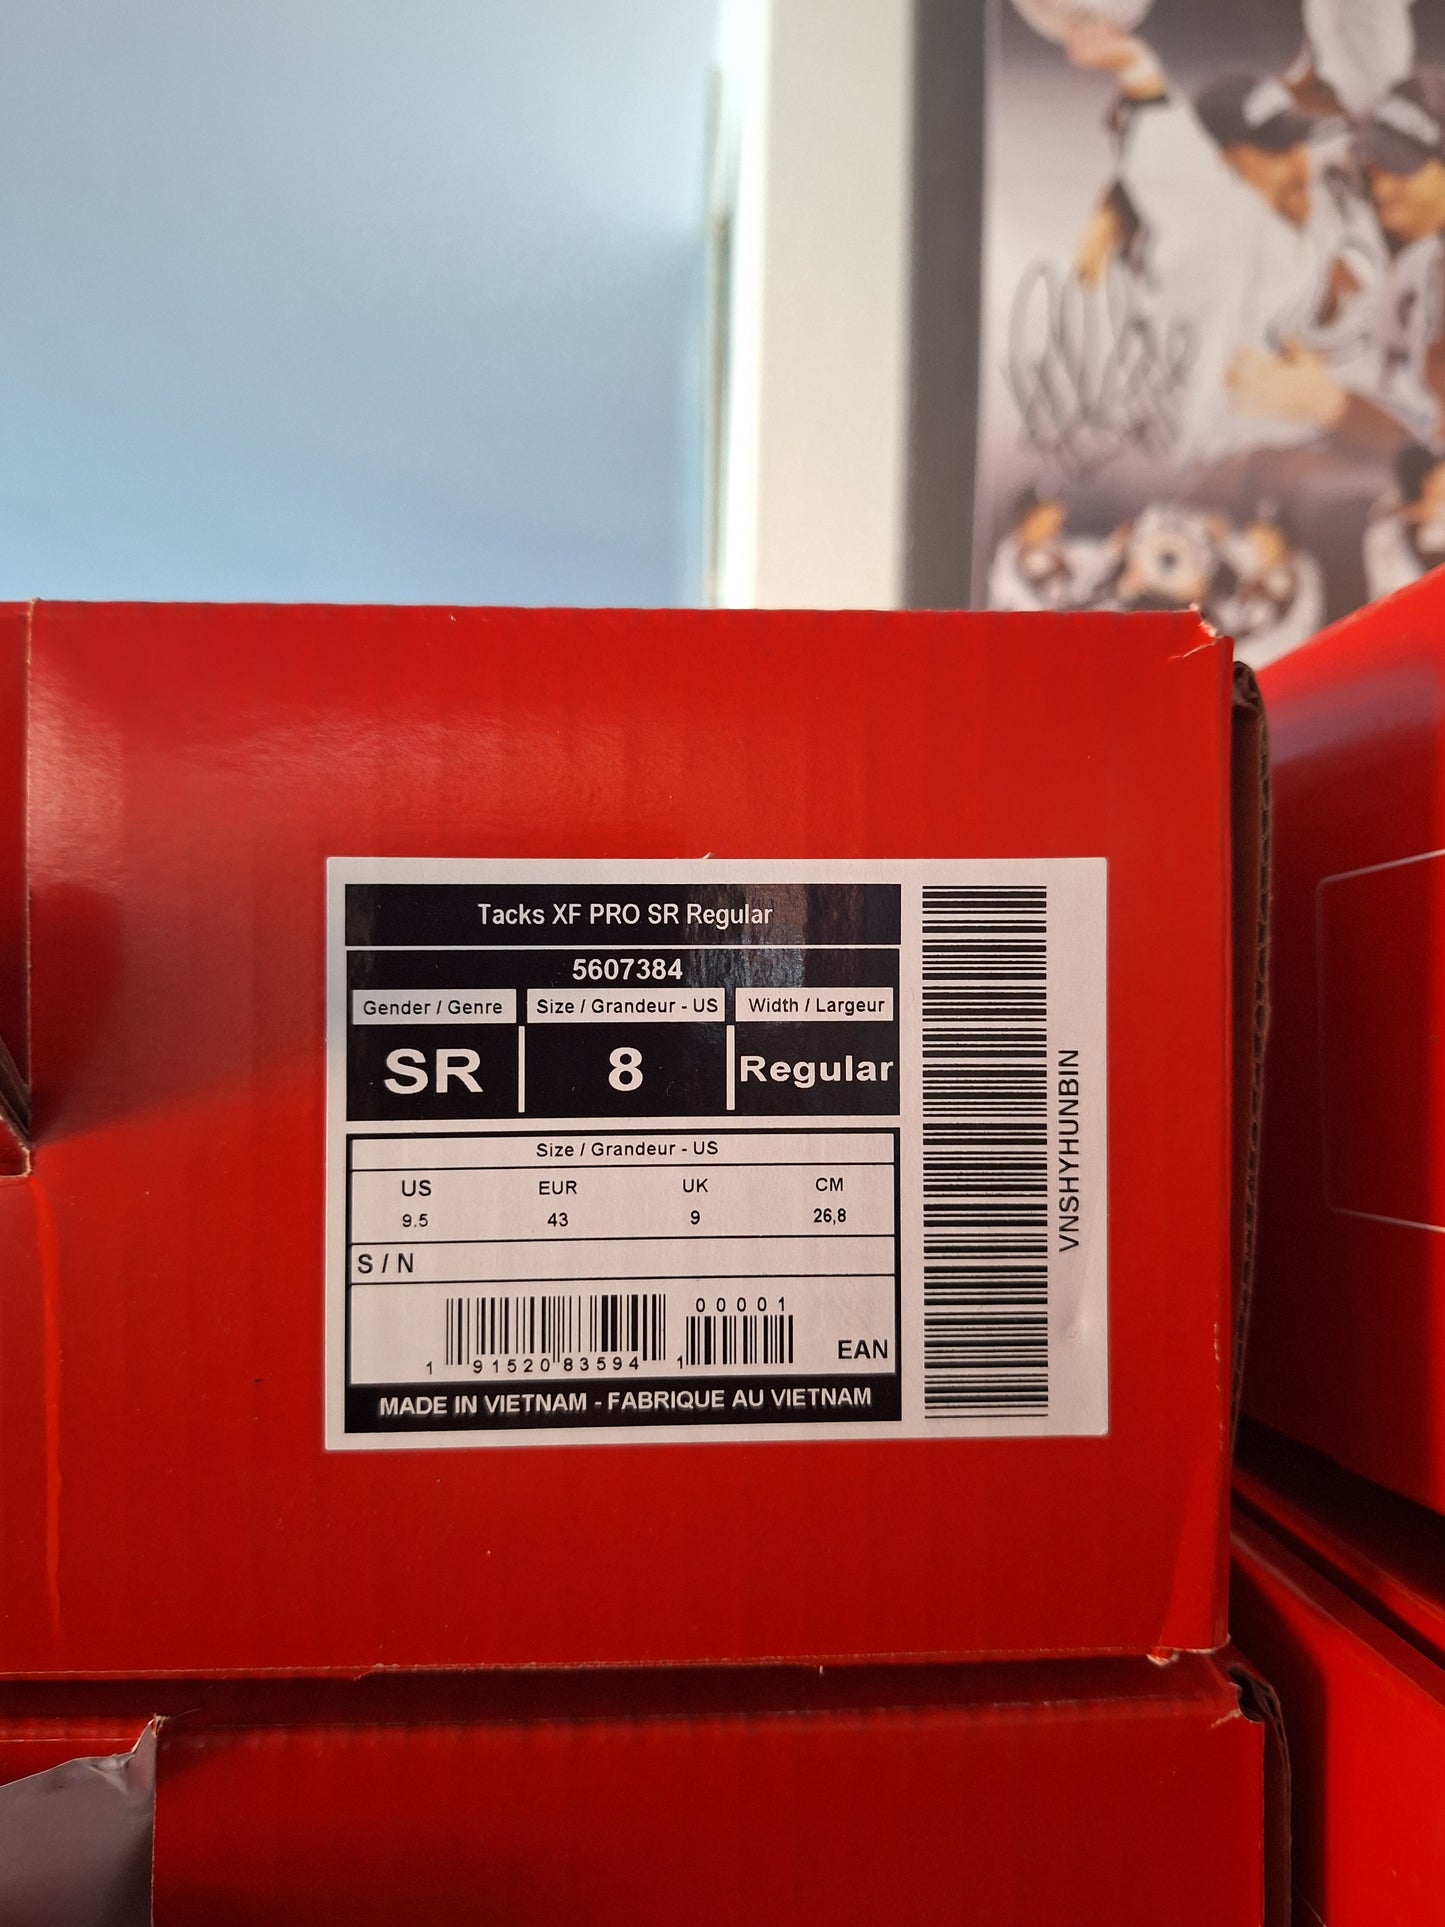 Tacks XF PRO SR Regular
5607384
Gender / Genre Size / Grandeur - US Width / Largeur
SR 8 Regular
Size / Grandeur - US
US EUR UK CM
9.5 43 9 26,8
S / N
00001
1 91520 83594 1
EAN
MADE IN VIETNAM - FABRIQUE AU VIETNAM
VNSHYHUNBIN